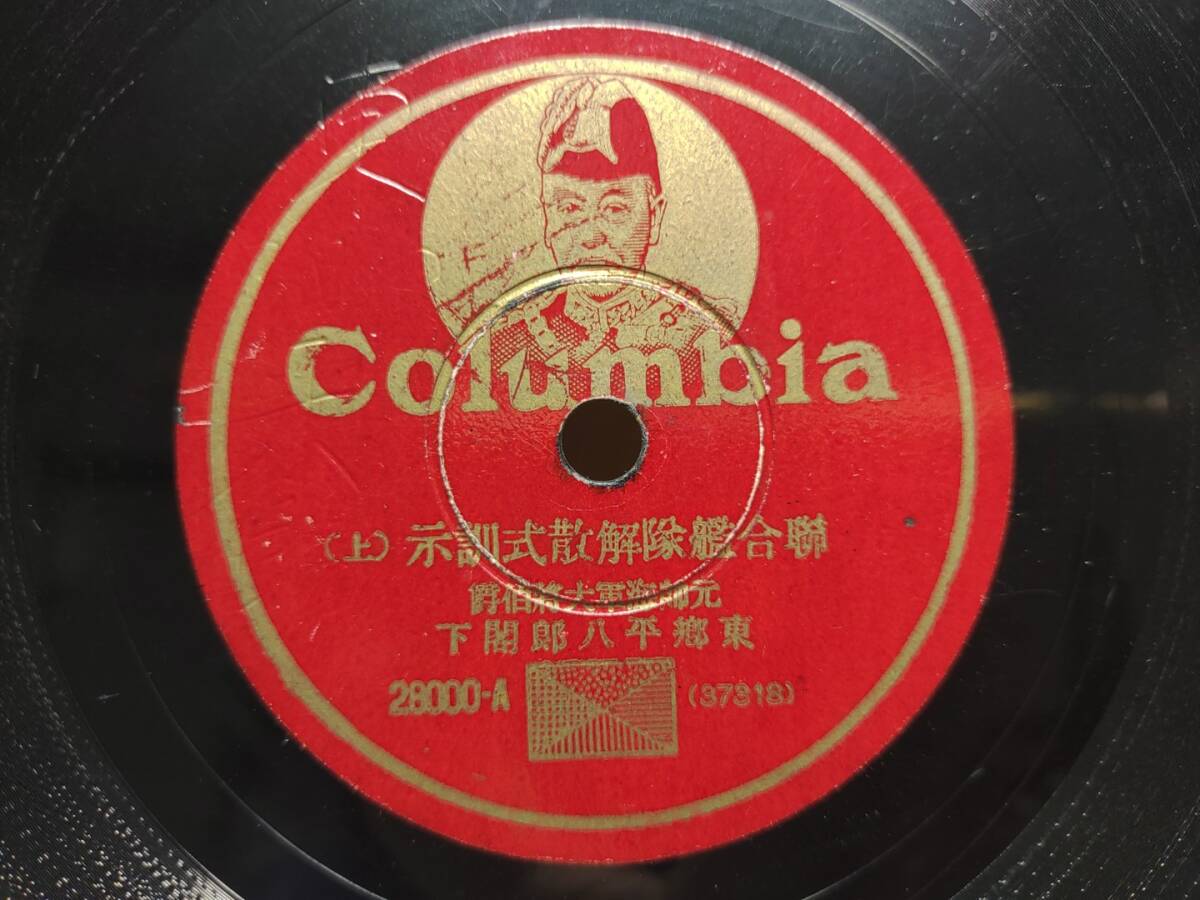 Columbia
聯合艦隊解散式訓示 (上)
元帥海軍大將伯爵
東郷平八郎閣下
28000-A
(37318)